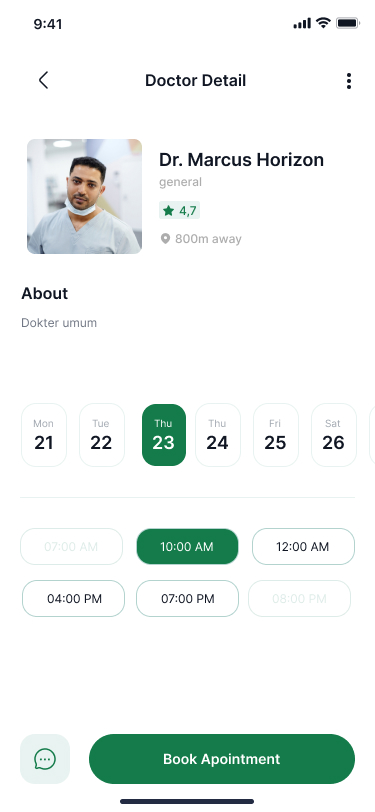 9:41
Doctor Detail
Dr. Marcus Horizon
general
4,7
800m away
About
Dokter umum
Mon Tue Thu Thu Fri Sat
21 22 23 24 25 26
07:00 AM 10:00 AM 12:00 AM
04:00 PM 07:00 PM 08:00 PM
Book Apointment